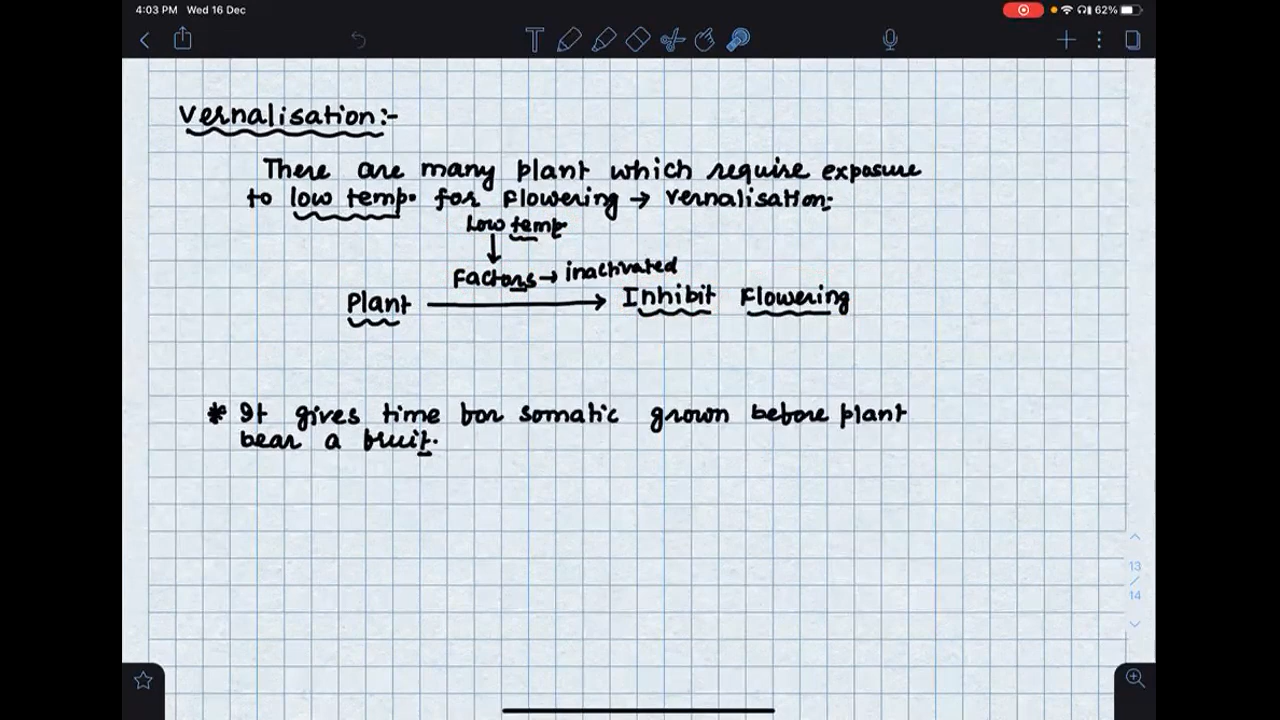 4:03 PM Wed 16 Dec
62%
T
Vernalisation:-
There are many plant which require exposure
to low temp. for flowering → vernalisation:
Low temp
↓
Factors → inactivated
Plant → Inhibit Flowering
* It gives time for somatic grown before plant
bear a fruit.
13
/
14